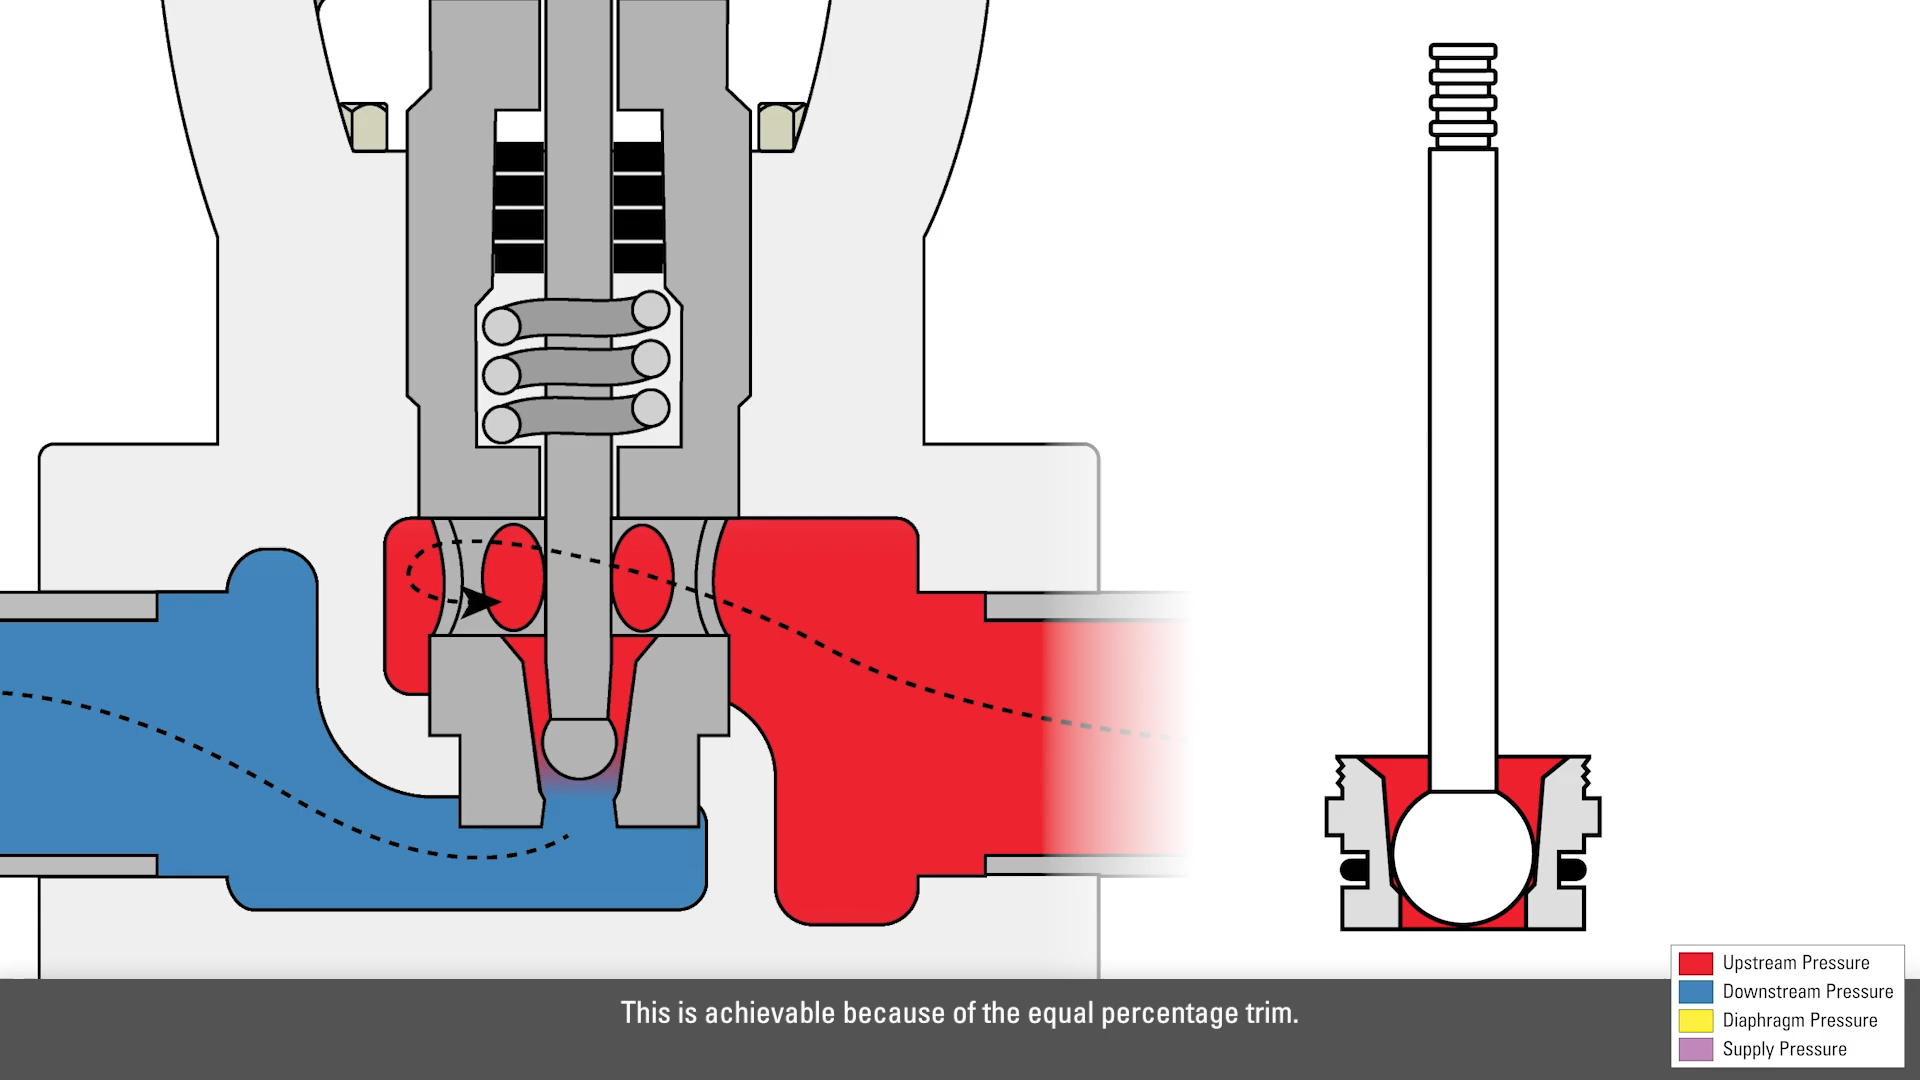 This is achievable because of the equal percentage trim.
Upstream Pressure
Downstream Pressure
Diaphragm Pressure
Supply Pressure